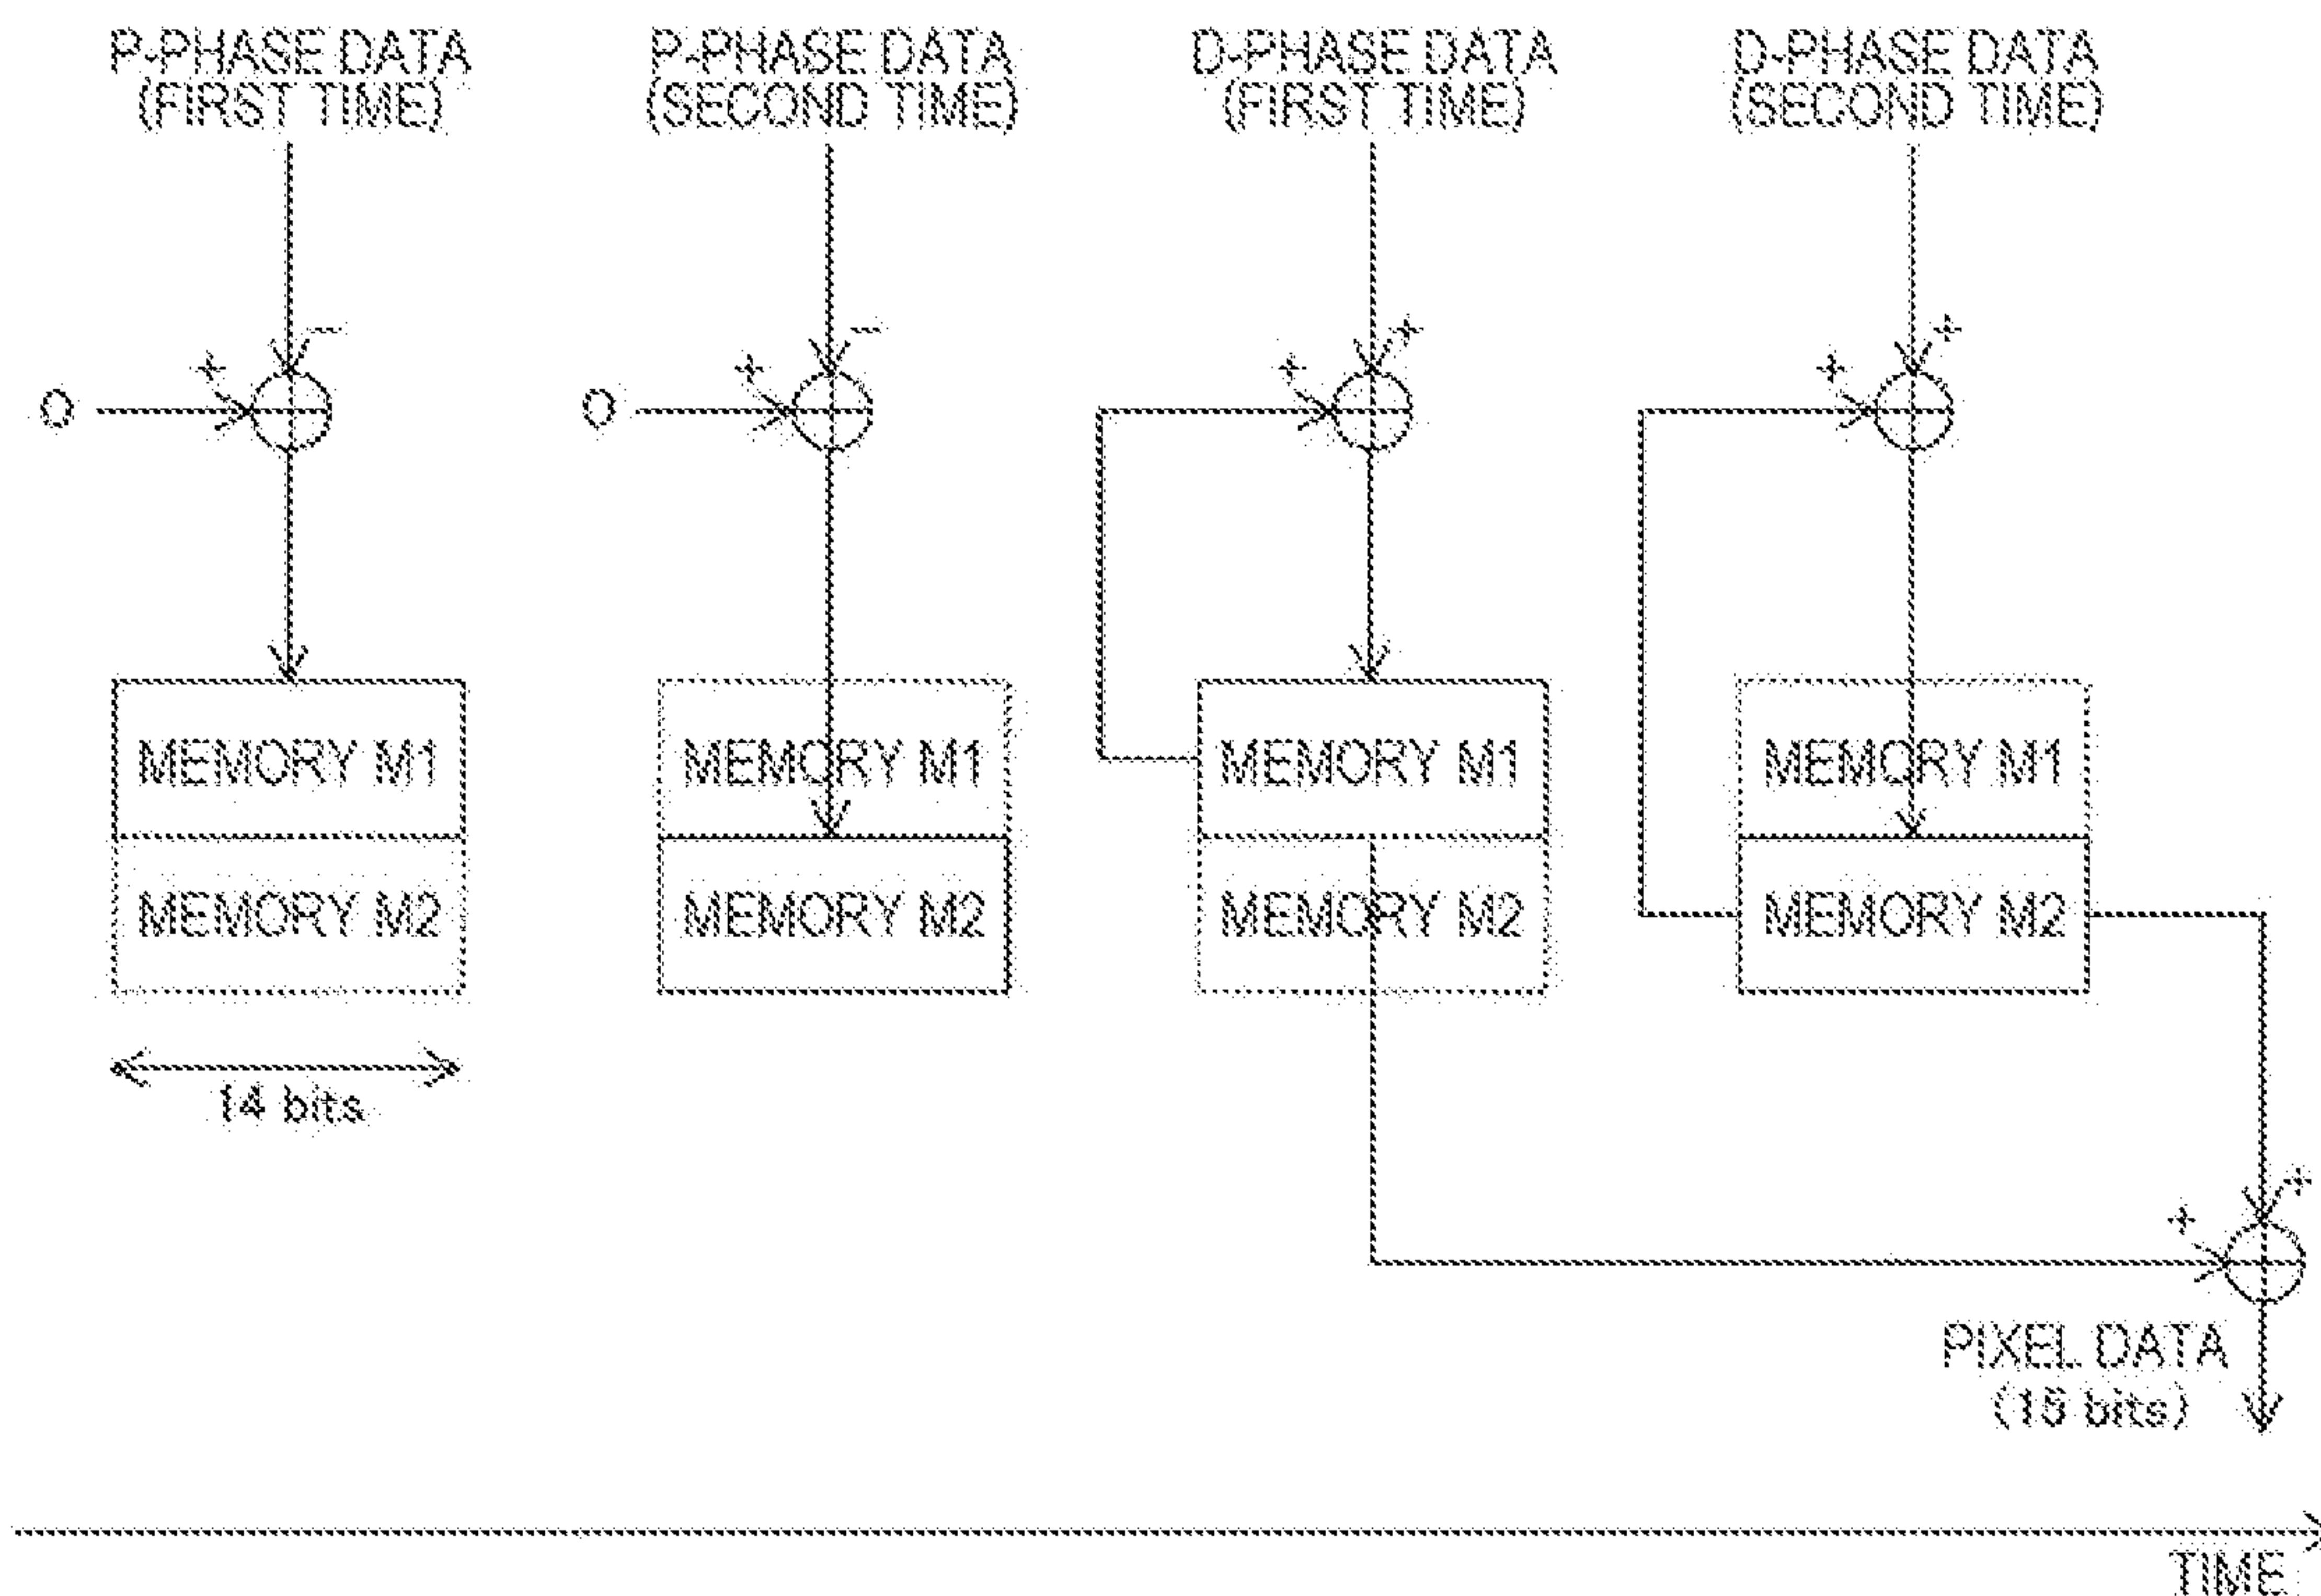 P-PHASE DATA
(FIRST TIME)
P-PHASE DATA
(SECOND TIME)
D-PHASE DATA
(FIRST TIME)
D-PHASE DATA
(SECOND TIME)
−
+
0
−
+
0
+
+
+
+
MEMORY M1
MEMORY M2
MEMORY M1
MEMORY M2
MEMORY M1
MEMORY M2
MEMORY M1
MEMORY M2
14 bits
+
+
PIXEL DATA
(15 bits)
TIME